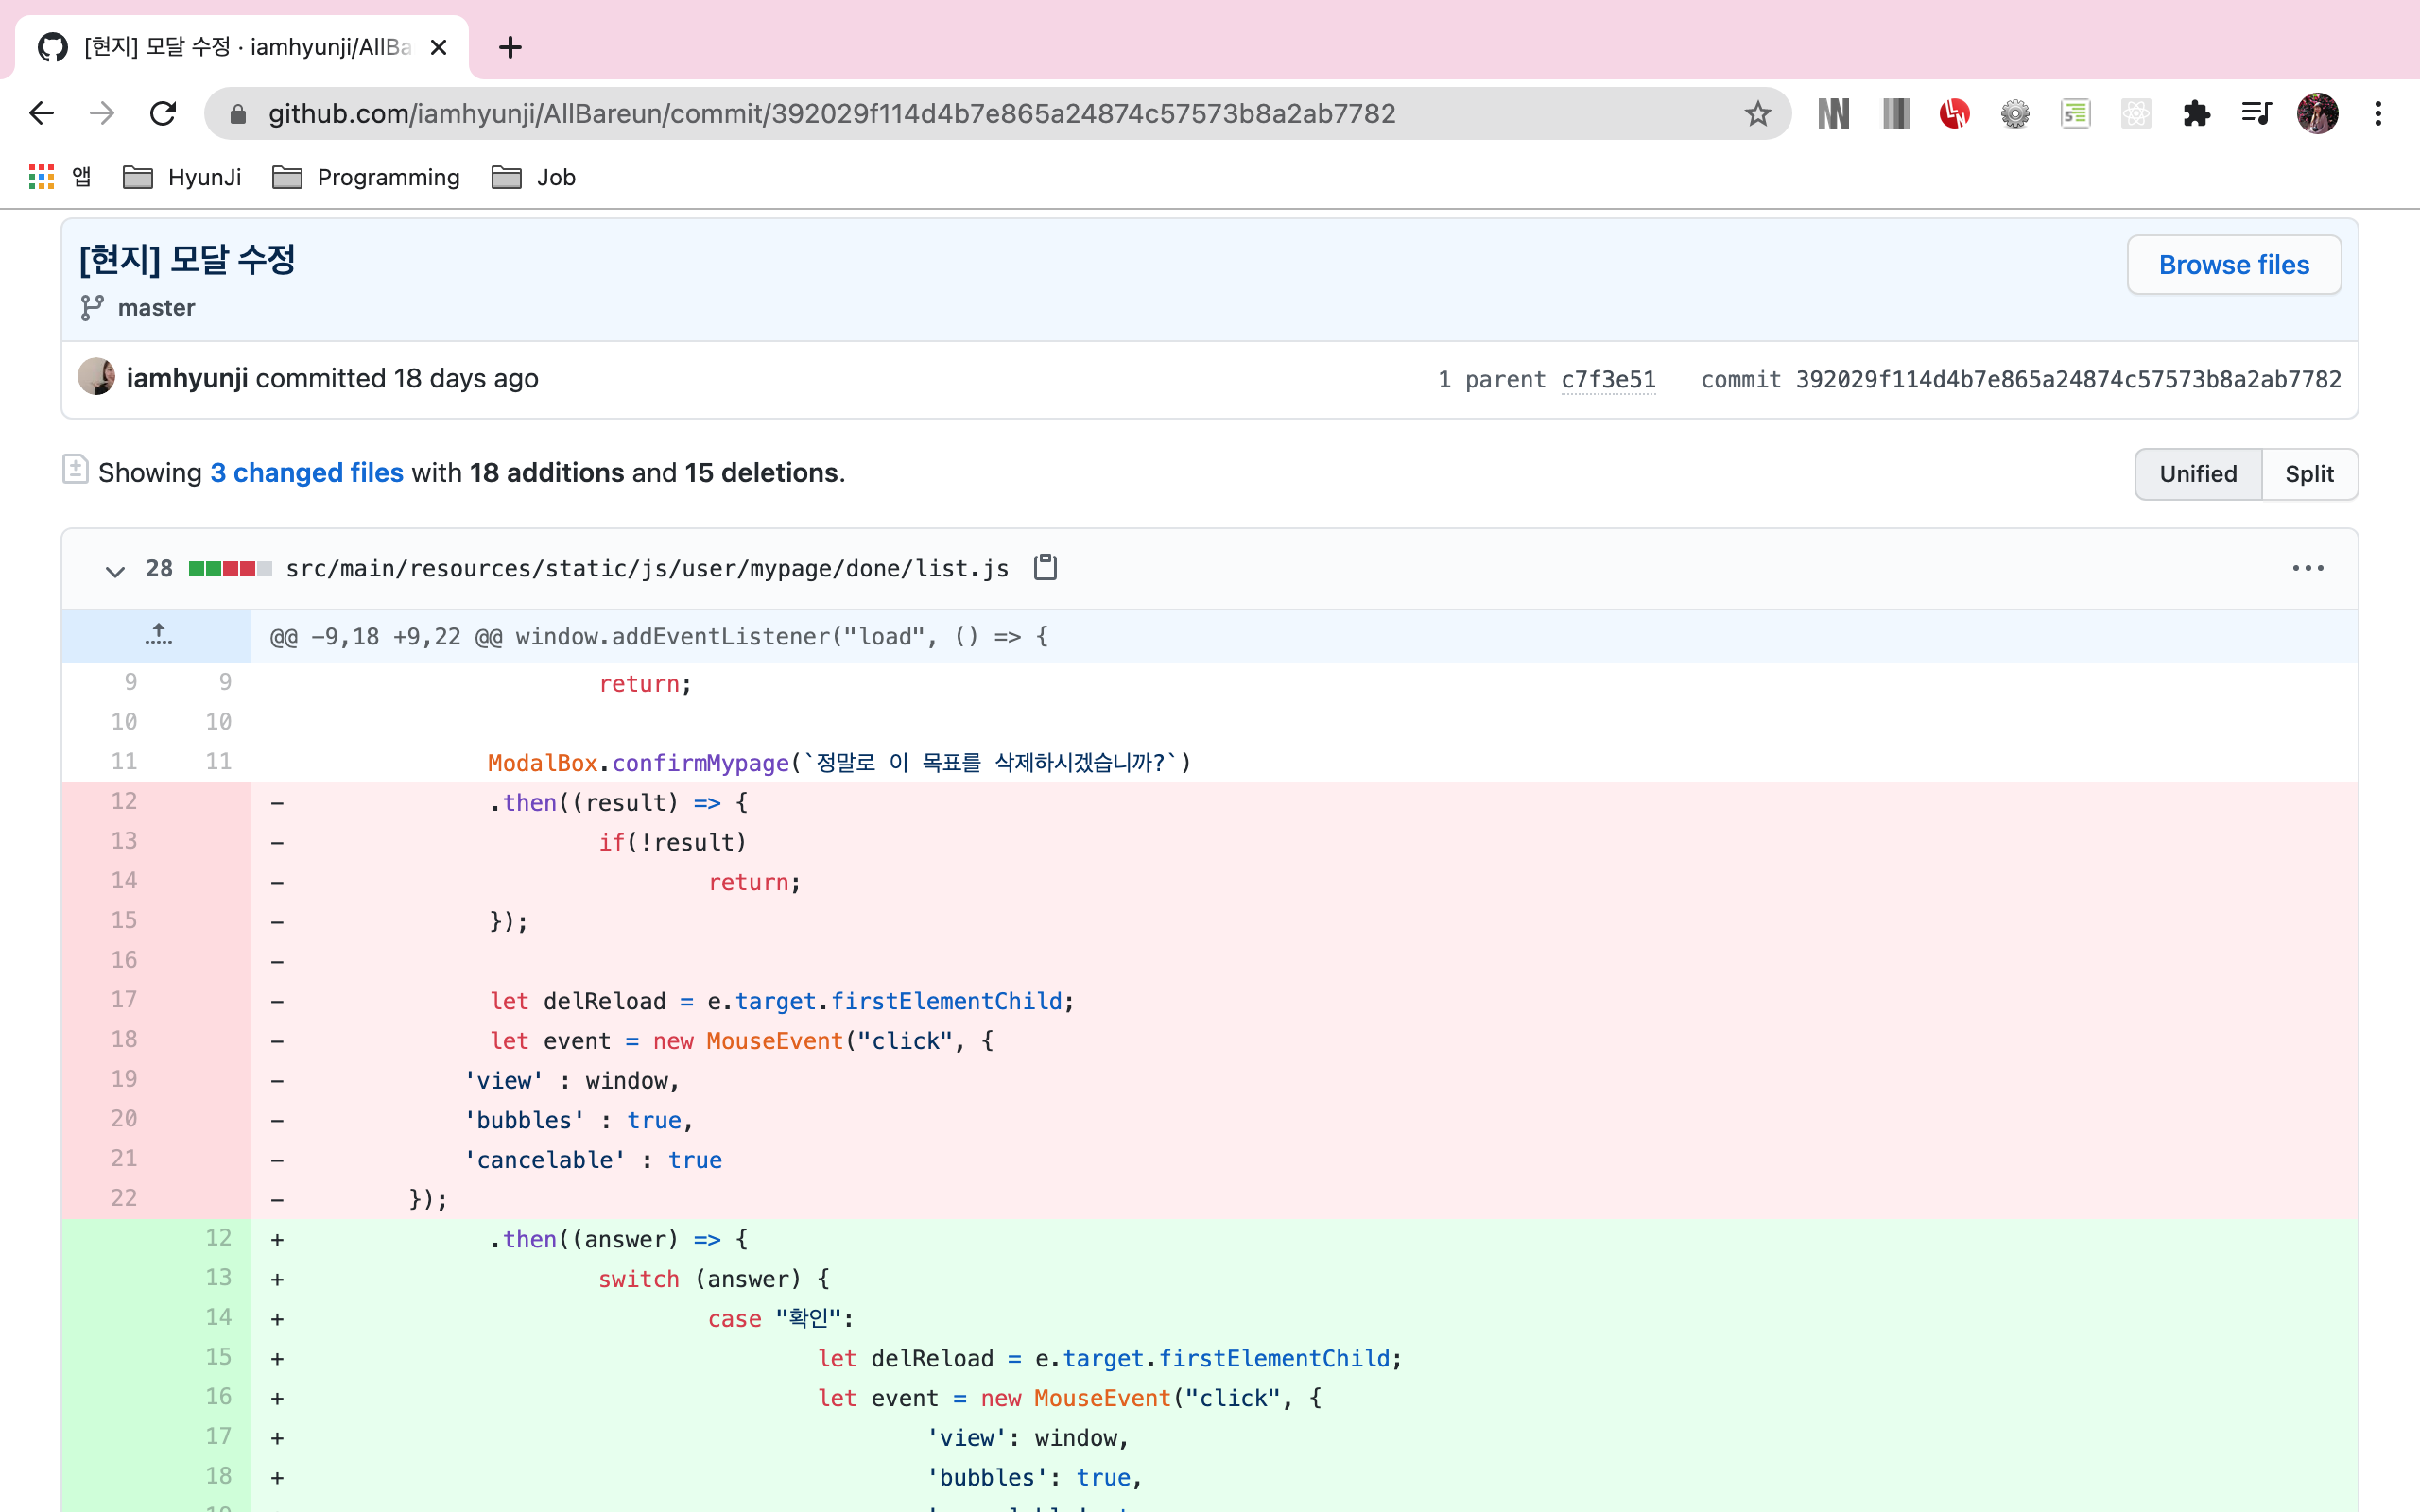 [현지] 모달 수정 · iamhyunji/AllBa
github.com/iamhyunji/AllBareun/commit/392029f114d4b7e865a24874c57573b8a2ab7782
앱 HyunJi Programming Job
[현지] 모달 수정
Browse files
master
iamhyunji committed 18 days ago
1 parent c7f3e51 commit 392029f114d4b7e865a24874c57573b8a2ab7782
Showing 3 changed files with 18 additions and 15 deletions.
Unified Split
28 src/main/resources/static/js/user/mypage/done/list.js
@@ -9,18 +9,22 @@ window.addEventListener("load", () => {
9 9 return;
10 10
11 11 ModalBox.confirmMypage(`정말로 이 목표를 삭제하시겠습니까?`)
12 - .then((result) => {
13 - if(!result)
14 - return;
15 - });
16 -
17 - let delReload = e.target.firstElementChild;
18 - let event = new MouseEvent("click", {
19 - 'view' : window,
20 - 'bubbles' : true,
21 - 'cancelable' : true
22 - });
12 + .then((answer) => {
13 + switch (answer) {
14 + case "확인":
15 + let delReload = e.target.firstElementChild;
16 + let event = new MouseEvent("click", {
17 + 'view': window,
18 + 'bubbles': true,